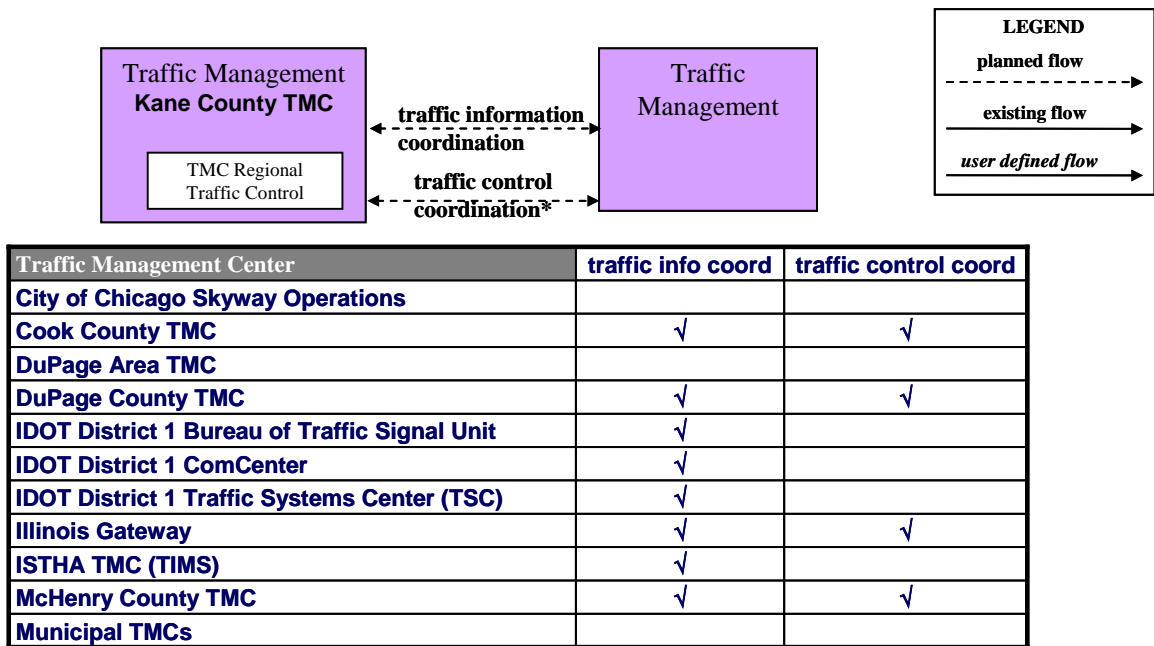 Traffic Management
Kane County TMC
TMC Regional
Traffic Control
traffic information
coordination
traffic control
coordination*
Traffic
Management
LEGEND
planned flow
existing flow
user defined flow
Traffic Management Center traffic info coord traffic control coord
City of Chicago Skyway Operations
Cook County TMC √ √
DuPage Area TMC
DuPage County TMC √ √
IDOT District 1 Bureau of Traffic Signal Unit √
IDOT District 1 ComCenter √
IDOT District 1 Traffic Systems Center (TSC) √
Illinois Gateway √ √
ISTHA TMC (TIMS) √
McHenry County TMC √ √
Municipal TMCs